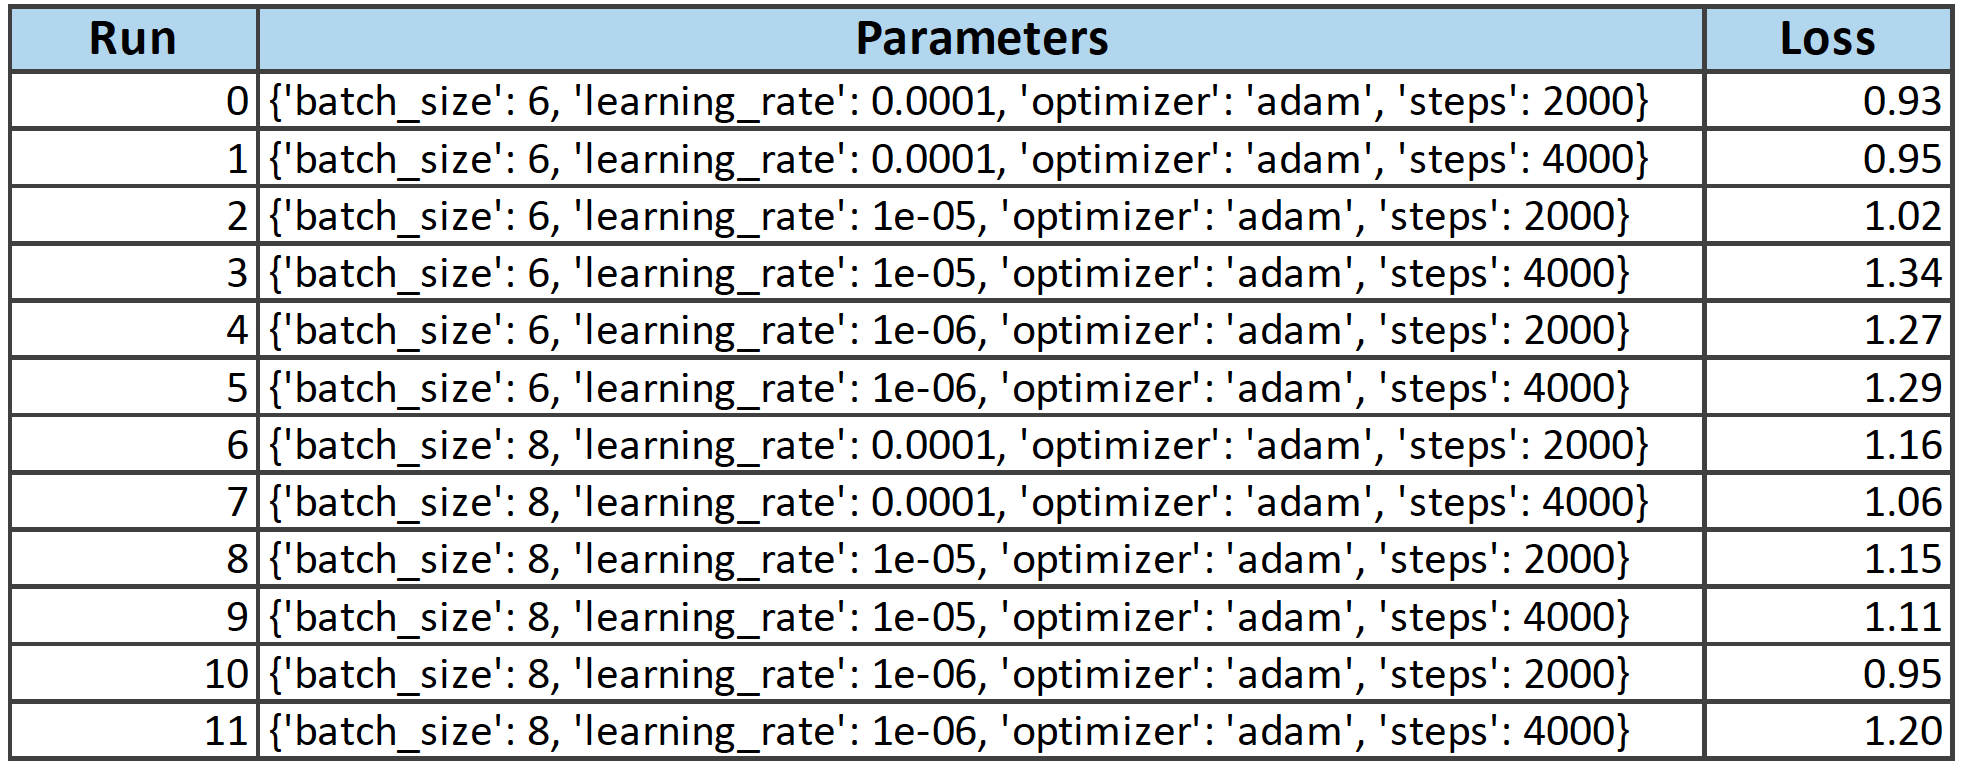 Run Parameters Loss
0 {'batch_size': 6, 'learning_rate': 0.0001, 'optimizer': 'adam', 'steps': 2000} 0.93
1 {'batch_size': 6, 'learning_rate': 0.0001, 'optimizer': 'adam', 'steps': 4000} 0.95
2 {'batch_size': 6, 'learning_rate': 1e-05, 'optimizer': 'adam', 'steps': 2000} 1.02
3 {'batch_size': 6, 'learning_rate': 1e-05, 'optimizer': 'adam', 'steps': 4000} 1.34
4 {'batch_size': 6, 'learning_rate': 1e-06, 'optimizer': 'adam', 'steps': 2000} 1.27
5 {'batch_size': 6, 'learning_rate': 1e-06, 'optimizer': 'adam', 'steps': 4000} 1.29
6 {'batch_size': 8, 'learning_rate': 0.0001, 'optimizer': 'adam', 'steps': 2000} 1.16
7 {'batch_size': 8, 'learning_rate': 0.0001, 'optimizer': 'adam', 'steps': 4000} 1.06
8 {'batch_size': 8, 'learning_rate': 1e-05, 'optimizer': 'adam', 'steps': 2000} 1.15
9 {'batch_size': 8, 'learning_rate': 1e-05, 'optimizer': 'adam', 'steps': 4000} 1.11
10 {'batch_size': 8, 'learning_rate': 1e-06, 'optimizer': 'adam', 'steps': 2000} 0.95
11 {'batch_size': 8, 'learning_rate': 1e-06, 'optimizer': 'adam', 'steps': 4000} 1.20